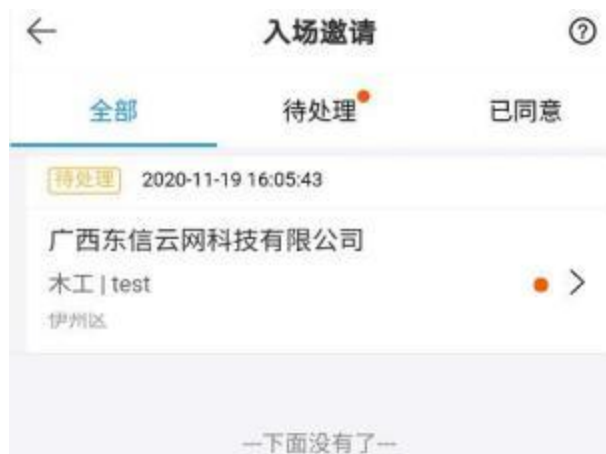 入场邀请
全部 待处理 已同意
待处理 2020-11-19 16:05:43
广西东信云网科技有限公司
木工 | test
伊州区
—下面没有了—